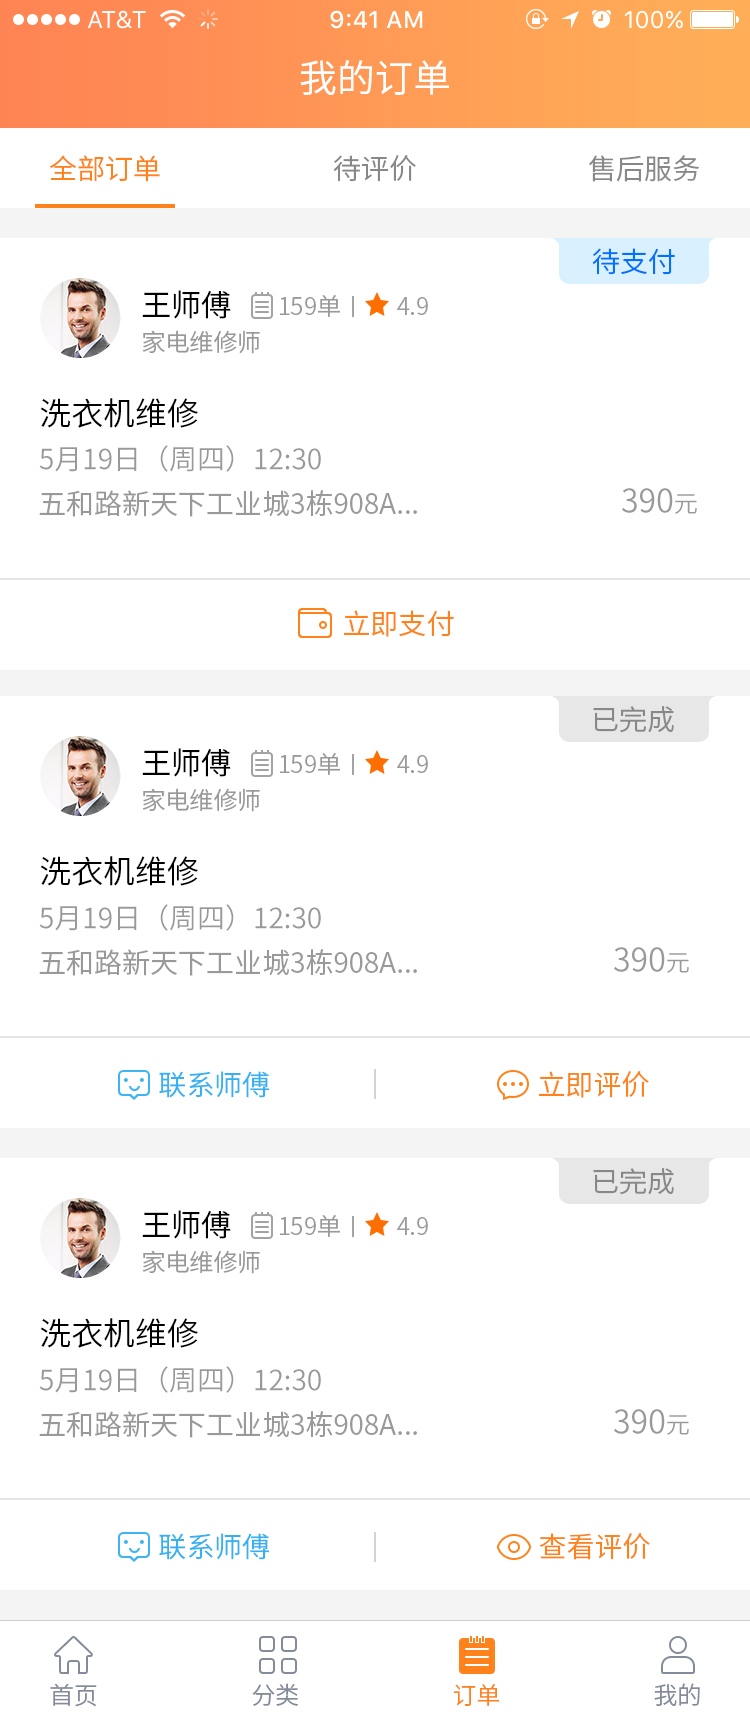 AT&T 9:41 AM 100%
我的订单
全部订单 待评价 售后服务
待支付
王师傅 159单 | 4.9
家电维修师
洗衣机维修
5月19日（周四）12:30
五和路新天下工业城3栋908A... 390元
立即支付
已完成
王师傅 159单 | 4.9
家电维修师
洗衣机维修
5月19日（周四）12:30
五和路新天下工业城3栋908A... 390元
联系师傅 立即评价
已完成
王师傅 159单 | 4.9
家电维修师
洗衣机维修
5月19日（周四）12:30
五和路新天下工业城3栋908A... 390元
联系师傅 查看评价
首页 分类 订单 我的